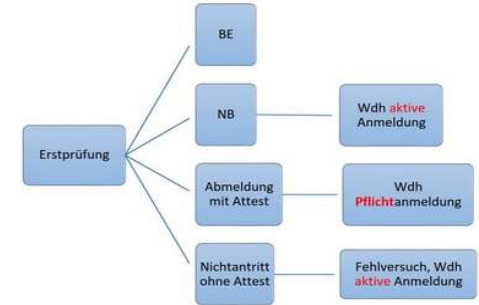 BE
NB
Wdh aktive
Anmeldung
Erstprüfung
Abmeldung
mit Attest
Wdh
Pflichtanmeldung
Nichtantritt
ohne Attest
Fehlversuch, Wdh
aktive Anmeldung